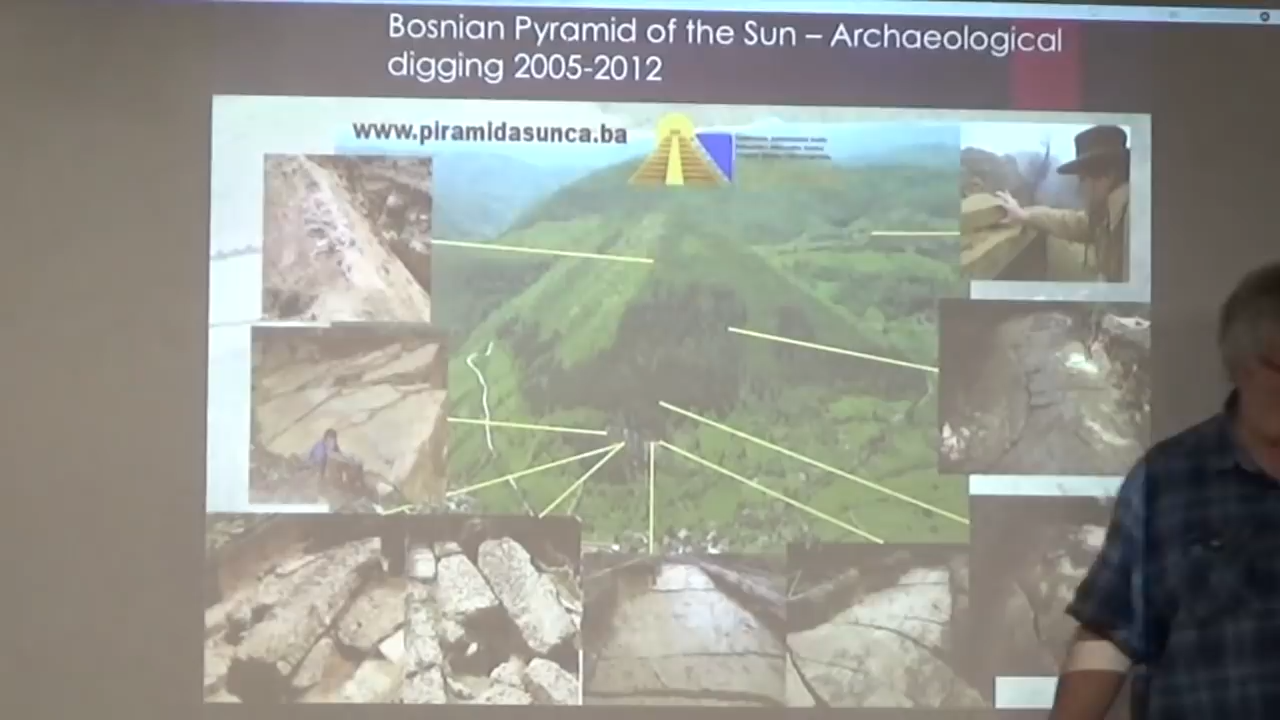 Bosnian Pyramid of the Sun – Archaeological
digging 2005-2012
www.piramidasunca.ba